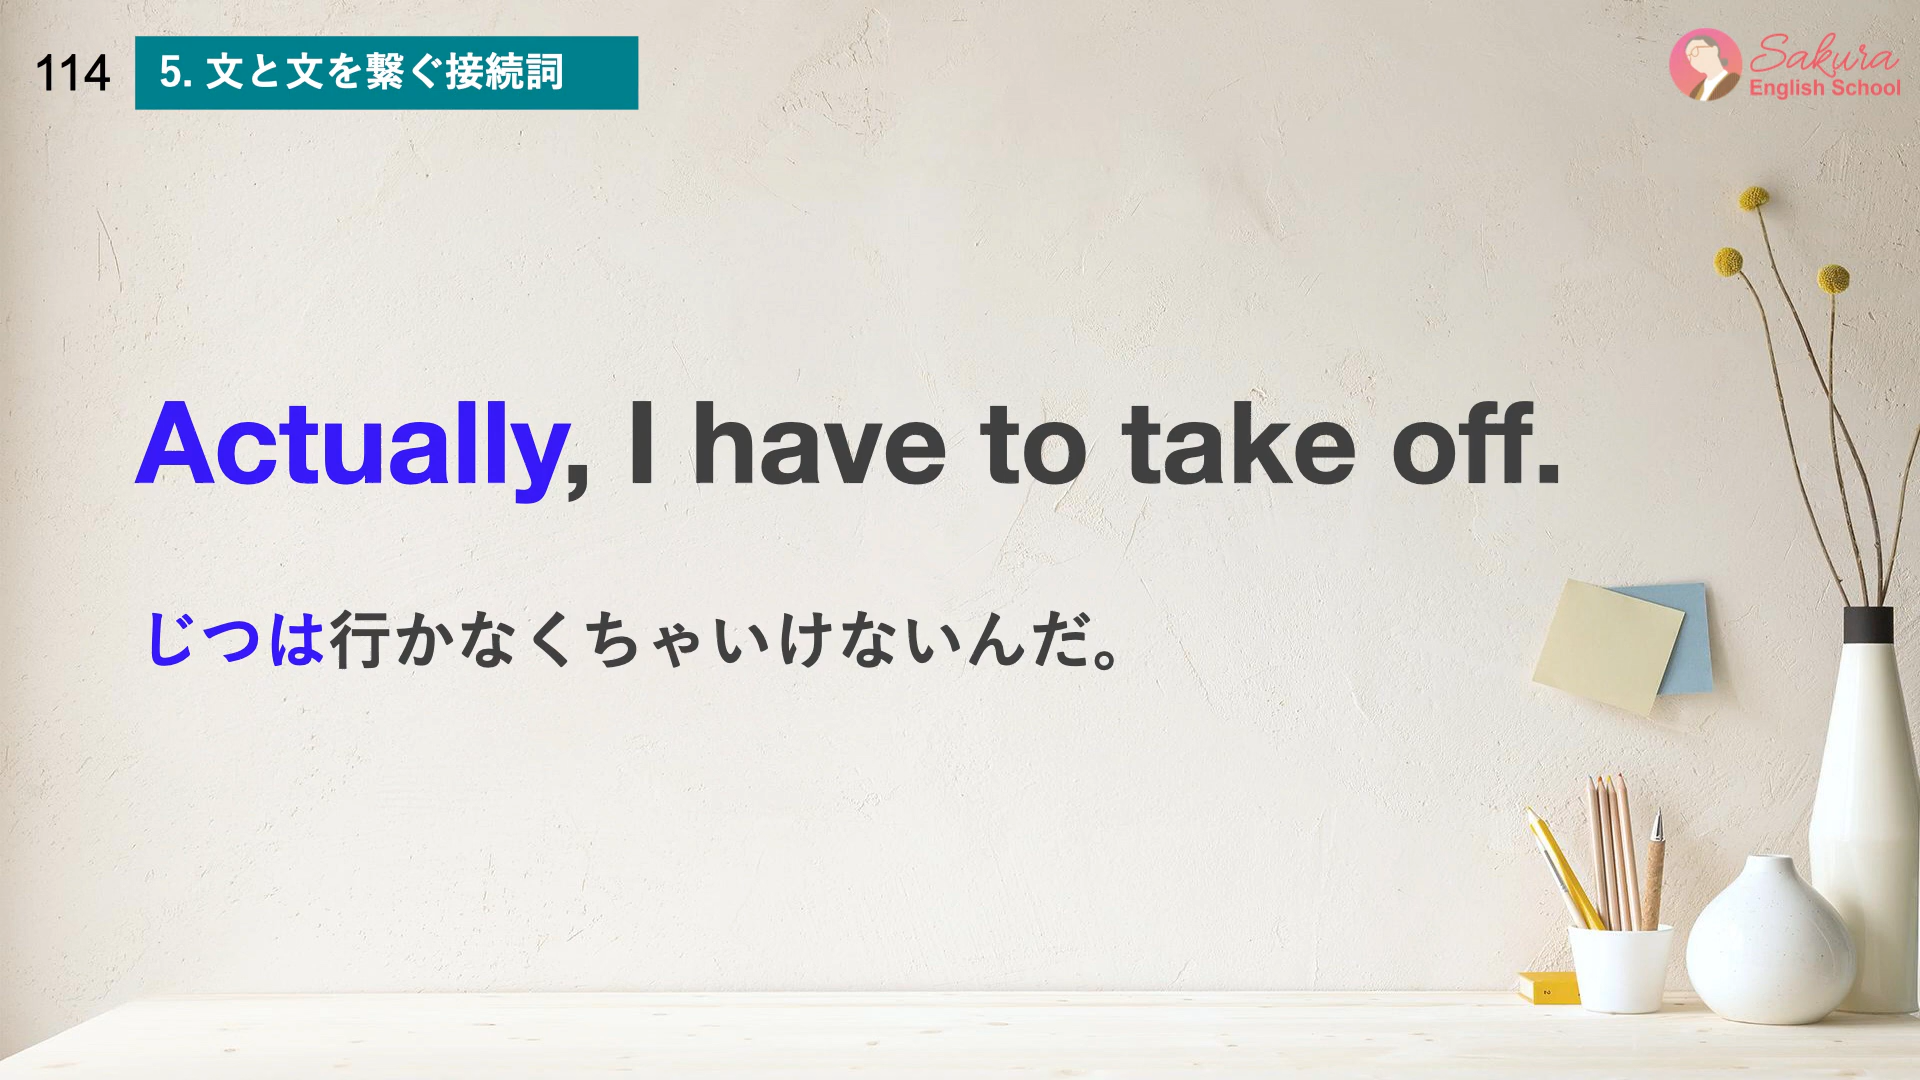 114
5. 文と文を繋ぐ接続詞
Sakura
English School
Actually, I have to take off.
じつは行かなくちゃいけないんだ。